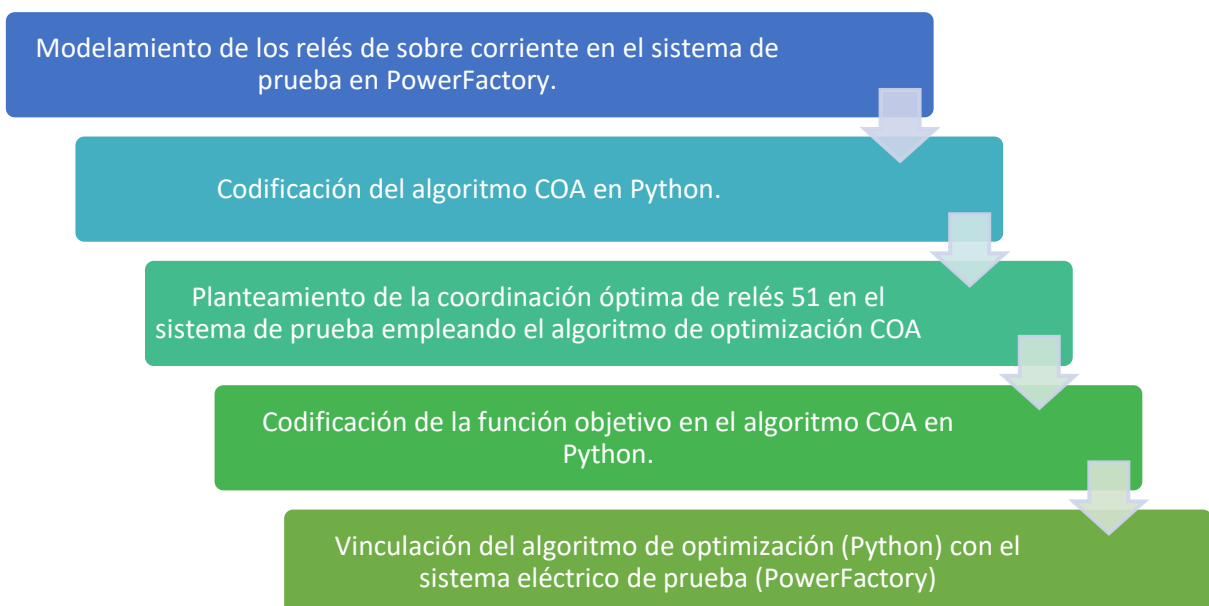 Modelamiento de los relés de sobre corriente en el sistema de
prueba en PowerFactory.
Codificación del algoritmo COA en Python.
Planteamiento de la coordinación óptima de relés 51 en el
sistema de prueba empleando el algoritmo de optimización COA
Codificación de la función objetivo en el algoritmo COA en
Python.
Vinculación del algoritmo de optimización (Python) con el
sistema eléctrico de prueba (PowerFactory)